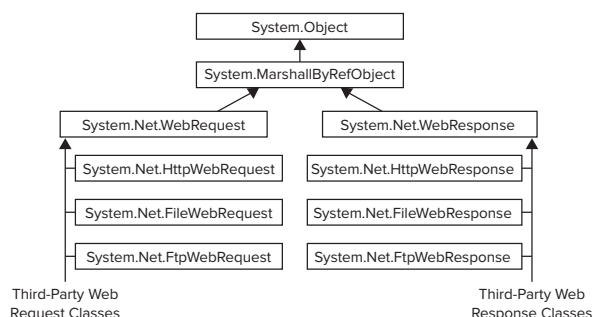 System.Object
System.MarshallByRefObject
System.Net.WebRequest
System.Net.WebResponse
System.Net.HttpWebRequest
System.Net.HttpWebResponse
System.Net.FileWebRequest
System.Net.FileWebResponse
System.Net.FtpWebRequest
System.Net.FtpWebResponse
Third-Party Web
Request Classes
Third-Party Web
Response Classes